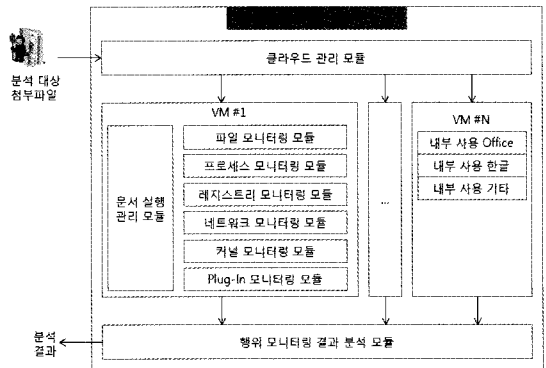 분석 대상
첨부파일
클라우드 관리 모듈
VM #1
문서 실행
관리 모듈
파일 모니터링 모듈
프로세스 모니터링 모듈
레지스트리 모니터링 모듈
네트워크 모니터링 모듈
커널 모니터링 모듈
Plug-In 모니터링 모듈
...
VM #N
내부 사용 Office
내부 사용 한글
내부 사용 기타
행위 모니터링 결과 분석 모듈
분석
결과